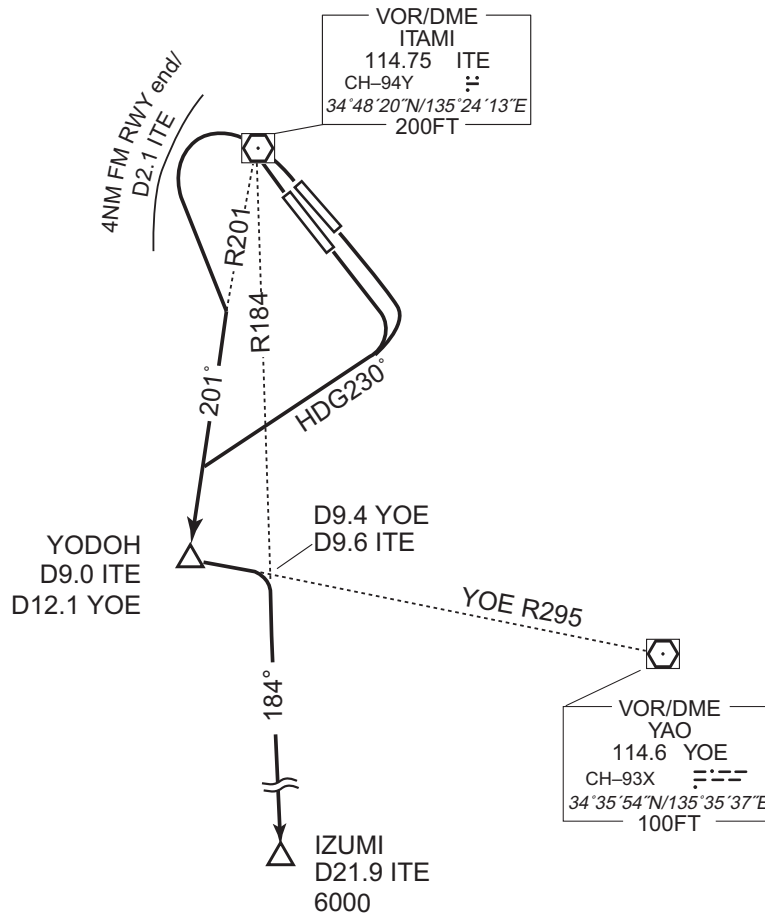 VOR/DME
ITAMI
114.75 ITE
CH–94Y
34°48´20˝N/135°24´13˝E
200FT
4NM FM RWY end/
D2.1 ITE
R201
R184
201°
HDG230°
D9.4 YOE
D9.6 ITE
YODOH
D9.0 ITE
D12.1 YOE
YOE R295
184°
VOR/DME
YAO
114.6 YOE
CH–93X
34°35´54˝N/135°35´37˝E
100FT
IZUMI
D21.9 ITE
6000